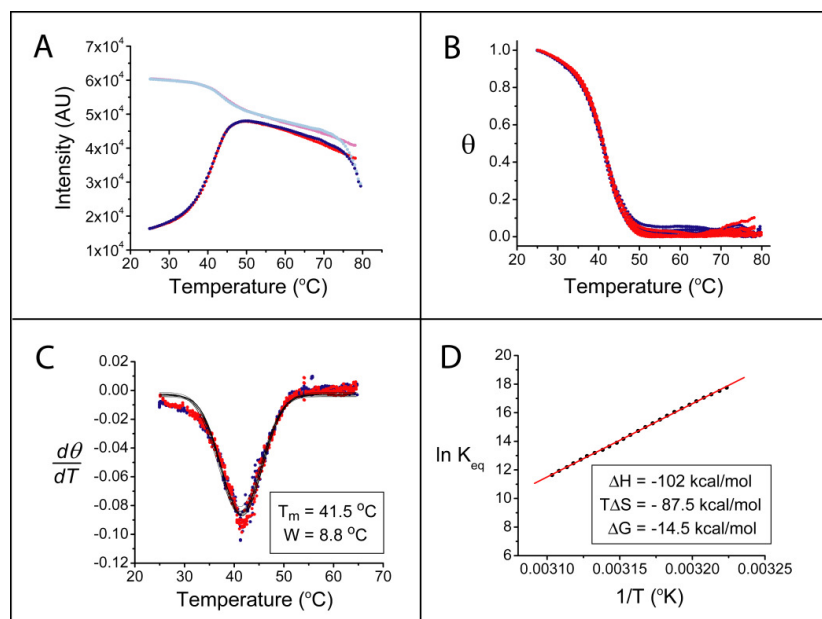 A
7x10⁴
6x10⁴
5x10⁴
4x10⁴
3x10⁴
2x10⁴
1x10⁴
Intensity (AU)
20 30 40 50 60 70 80
Temperature (°C)
B
1.0
0.8
0.6
0.4
0.2
0.0
θ
20 30 40 50 60 70 80
Temperature (°C)
C
0.02
0.00
-0.02
-0.04
-0.06
-0.08
-0.10
-0.12
dθ
dT
Tm = 41.5 °C
W = 8.8 °C
20 30 40 50 60 70
Temperature (°C)
D
20
18
16
14
12
10
8
6
ln Keq
ΔH = -102 kcal/mol
TΔS = - 87.5 kcal/mol
ΔG = -14.5 kcal/mol
0.00310 0.00315 0.00320 0.00325
1/T (°K)